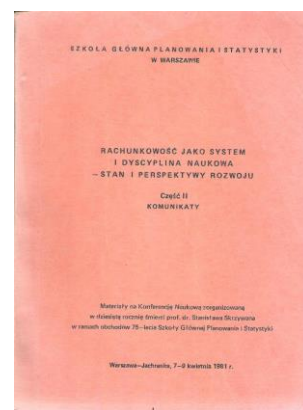 SZKOŁA GŁÓWNA PLANOWANIA I STATYSTYKI
W WARSZAWIE
RACHUNKOWOŚĆ JAKO SYSTEM
I DYSCYPLINA NAUKOWA
– STAN I PERSPEKTYWY ROZWOJU
Część II
KOMUNIKATY
Materiały na Konferencję Naukową zorganizowaną
w dziesiątą rocznicę śmierci prof. dr. Stanisława Skrzywana
w ramach obchodów 75–lecia Szkoły Głównej Planowania i Statystyki
Warszawa–Jachranka, 7–9 kwietnia 1981 r.